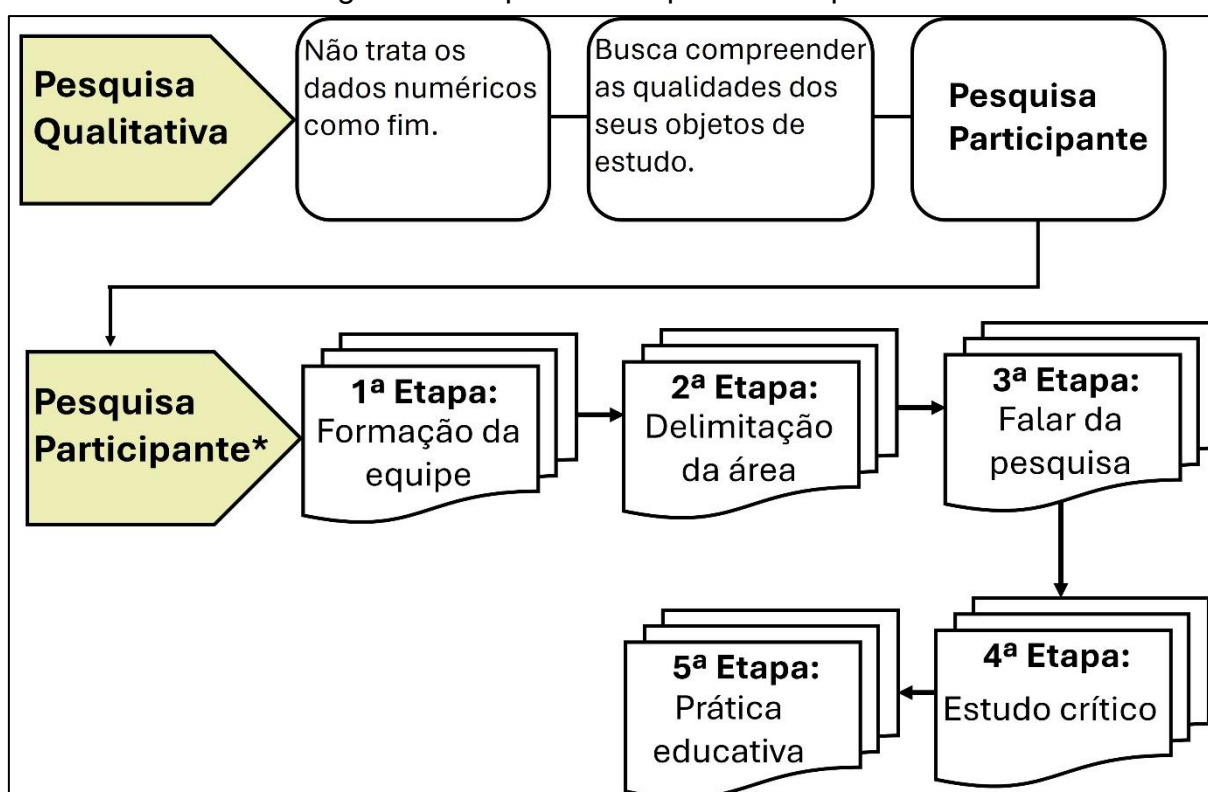 Pesquisa
Qualitativa
Não trata os
dados numéricos
como fim.
Busca compreender
as qualidades dos
seus objetos de
estudo.
Pesquisa
Participante
Pesquisa
Participante*
1ª Etapa:
Formação da
equipe
2ª Etapa:
Delimitação
da área
3ª Etapa:
Falar da
pesquisa
4ª Etapa:
Estudo crítico
5ª Etapa:
Prática
educativa